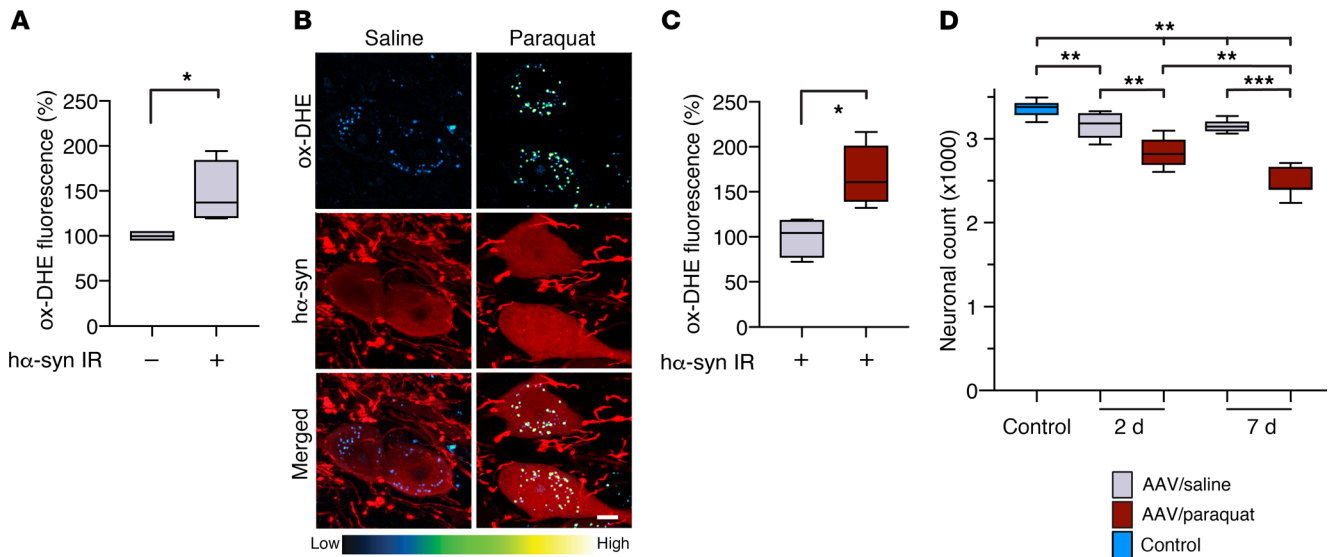 A
*
ox-DHE fluorescence (%)
250
200
150
100
50
0
hα-syn IR
− +
B
Saline Paraquat
ox-DHE
hα-syn
Merged
Low High
C
*
ox-DHE fluorescence (%)
250
200
150
100
50
0
hα-syn IR
+ +
D
**
** ** ** ***
Neuronal count (x1000)
3
2
1
0
Control 2 d 7 d
AAV/saline
AAV/paraquat
Control